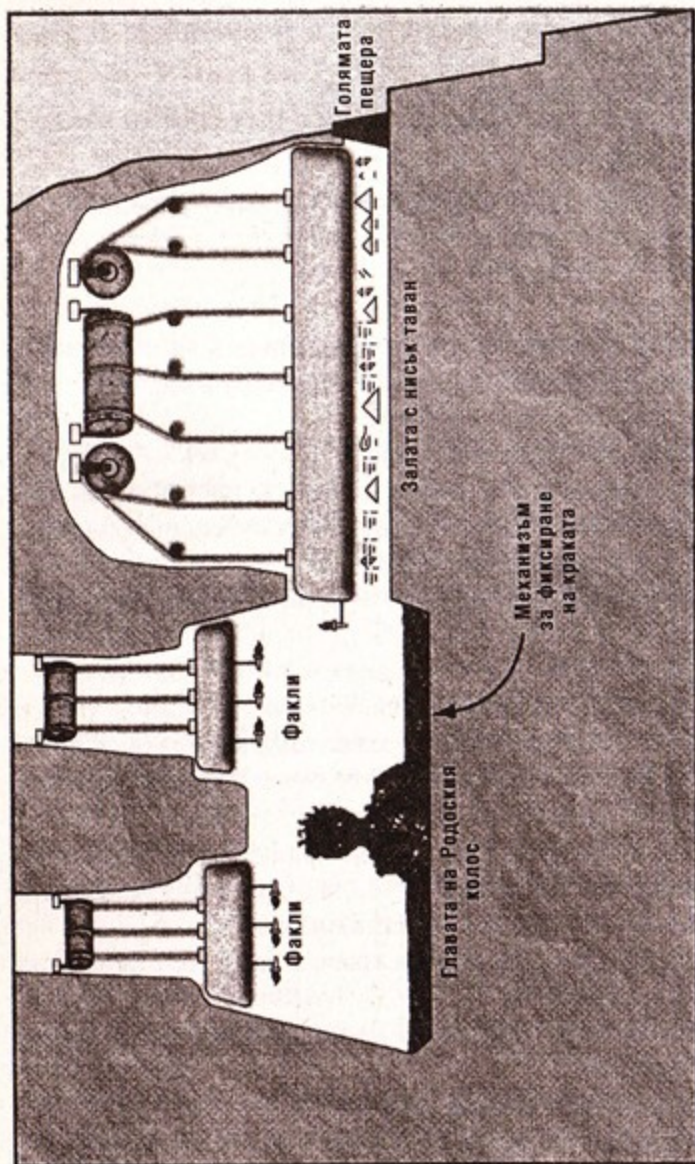 Факли
Факли
Главата на Родоския
колос
Механизъм
за фиксиране
на краката
Залата с нисък таван
Голямата
пещера